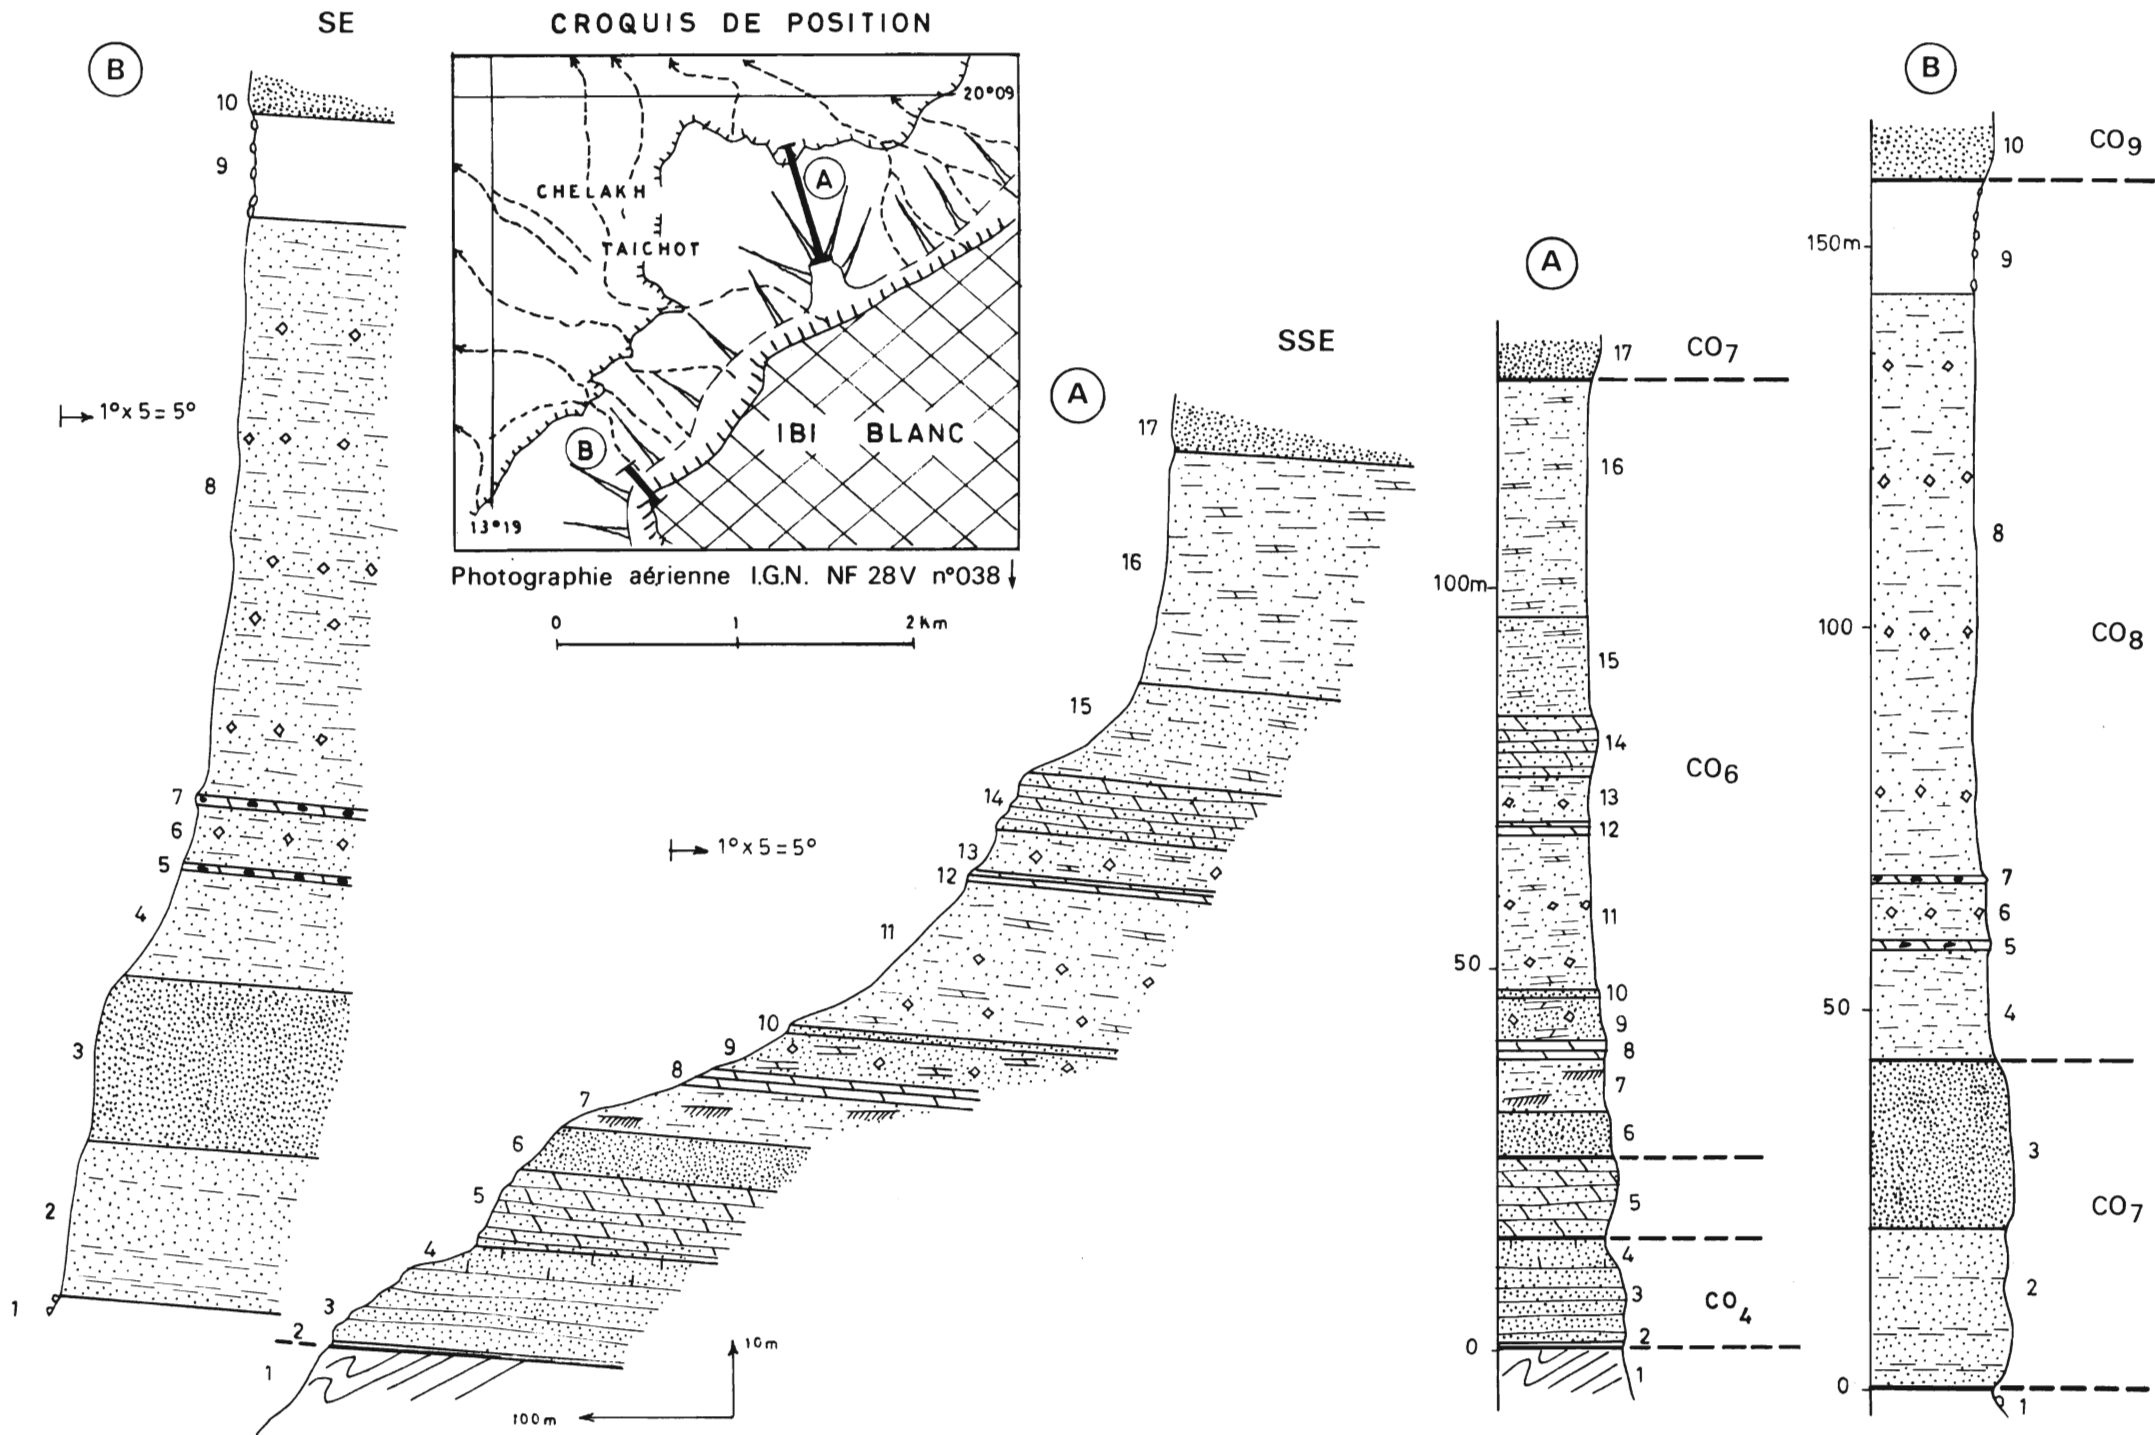 SE
B
10
9
1° x 5 = 5°
8
7
6
5
4
3
2
1
CROQUIS DE POSITION
20°09
A
CHELAKH
TAICHOT
IBI BLANC
B
13°19
Photographie aérienne I.G.N. NF 28V n°038
0 1 2 Km
SSE
A
17
16
15
14
13
12
11
10
9
8
7
6
5
4
3
2
1
1° x 5 = 5°
10m
100m
A
17
CO7
16
100m
15
14
CO6
13
12
11
50
10
9
8
7
6
5
4
3
CO4
2
0
1
B
10
CO9
150m
9
8
100
CO8
7
6
5
50
4
3
CO7
2
0
1